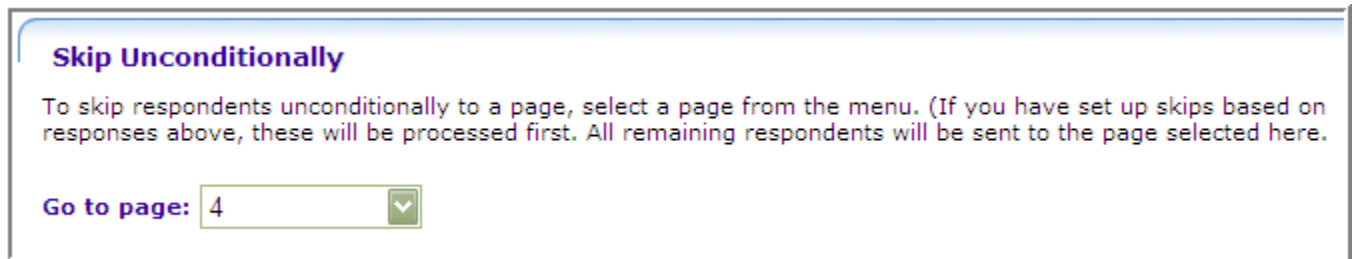 Skip Unconditionally
To skip respondents unconditionally to a page, select a page from the menu. (If you have set up skips based on
responses above, these will be processed first. All remaining respondents will be sent to the page selected here.
Go to page: 4